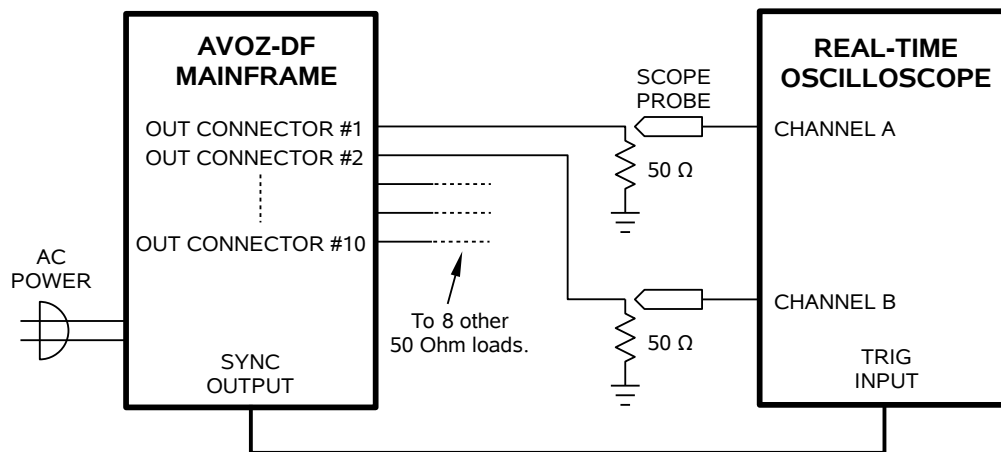 AVOZ-DF
MAINFRAME
OUT CONNECTOR #1
OUT CONNECTOR #2
OUT CONNECTOR #10
AC
POWER
SYNC
OUTPUT
To 8 other
50 Ohm loads.
SCOPE
PROBE
50 Ω
50 Ω
REAL-TIME
OSCILLOSCOPE
CHANNEL A
CHANNEL B
TRIG
INPUT